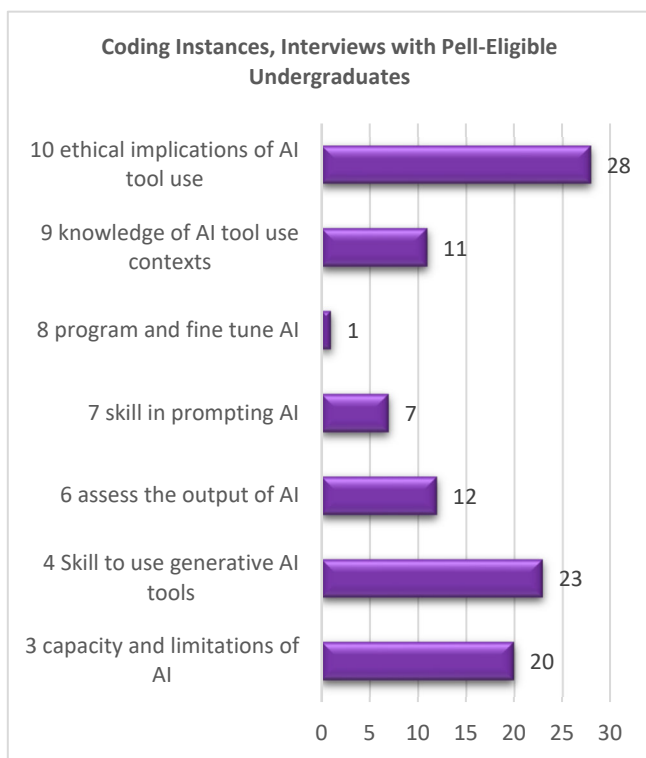 Coding Instances, Interviews with Pell-Eligible
Undergraduates
10 ethical implications of AI
tool use
28
9 knowledge of AI tool use
contexts
11
8 program and fine tune AI
1
7 skill in prompting AI
7
6 assess the output of AI
12
4 Skill to use generative AI
tools
23
3 capacity and limitations of
AI
20
0 5 10 15 20 25 30